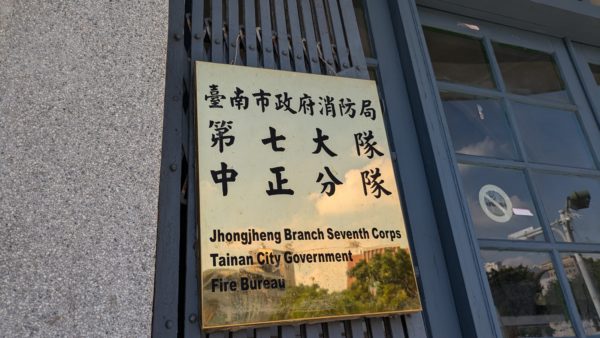 臺南市政府消防局
第七大隊
中正分隊
Jhongjheng Branch Seventh Corps
Tainan City Government
Fire Bureau